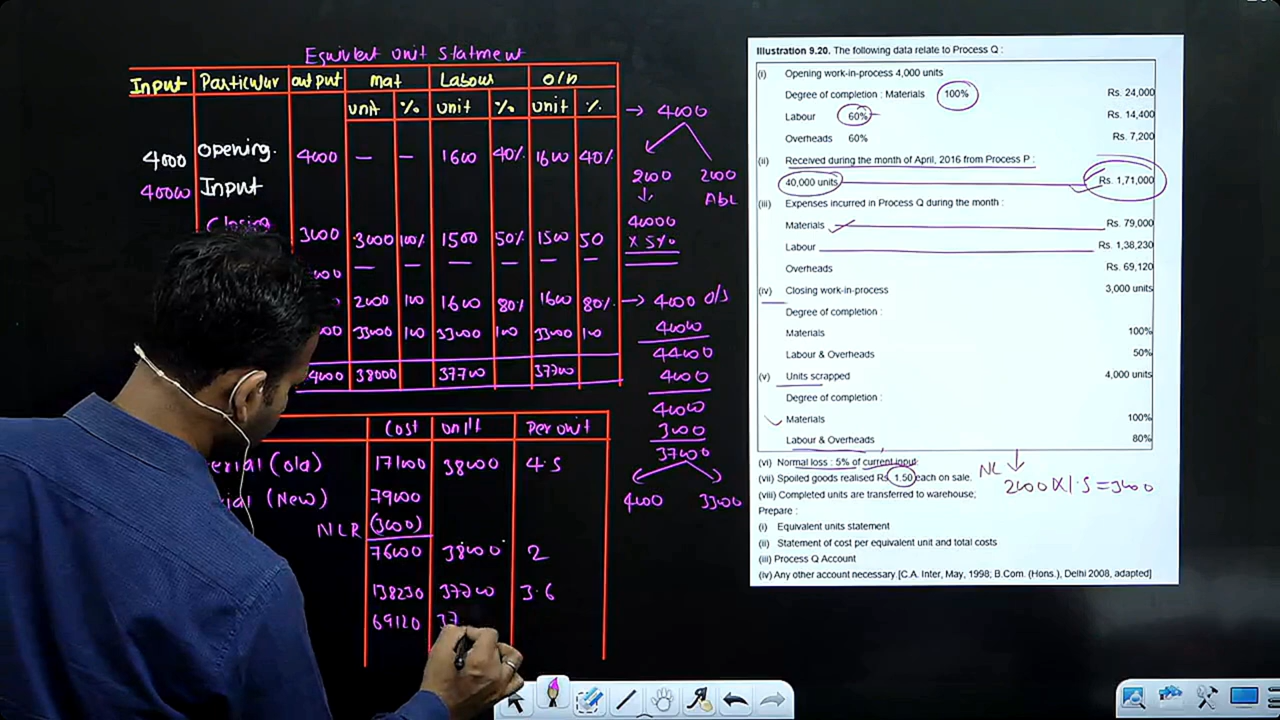 Equivlent unit Statment
Input Particular output Mat Labour O/H
unit % unit % unit %
4000 Opening. 4000 — — 1600 40% 1600 40%
40000 Input
Closing
3000 3000 100% 1500 50% 1500 50
— — — — — —
2000 100 1600 80% 1600 80%
33000 100 33000 100 33000 100
38000 37700 37700
→ 4000
2000 2000
Abl
40000
× 5%
→ 4000 O/S
4000
44000
4000
4000
3000
37000
4000 33000
Cost unit Per unit
(old) 171000 38000 4.5
(New) 79000
NLR (3000)
76000 38000 2
138230 37700 3.6
69120 37
Illustration 9.20. The following data relate to Process Q :
(i) Opening work-in-process 4,000 units
Degree of completion : Materials 100% Rs. 24,000
Labour 60% Rs. 14,400
Overheads 60% Rs. 7,200
(ii) Received during the month of April, 2016 from Process P :
40,000 units Rs. 1,71,000
(iii) Expenses incurred in Process Q during the month :
Materials Rs. 79,000
Labour Rs. 1,38,230
Overheads Rs. 69,120
(iv) Closing work-in-process 3,000 units
Degree of completion :
Materials 100%
Labour & Overheads 50%
(v) Units scrapped 4,000 units
Degree of completion :
Materials 100%
Labour & Overheads 80%
(vi) Normal loss : 5% of current input
(vii) Spoiled goods realised Rs. 1.50 each on sale.
NL
2000 X 1.5 = 3000
(viii) Completed units are transferred to warehouse;
Prepare :
(i) Equivalent units statement
(ii) Statement of cost per equivalent unit and total costs
(iii) Process Q Account
(iv) Any other account necessary [C.A. Inter, May, 1998; B.Com. (Hons.), Delhi 2008, adapted]